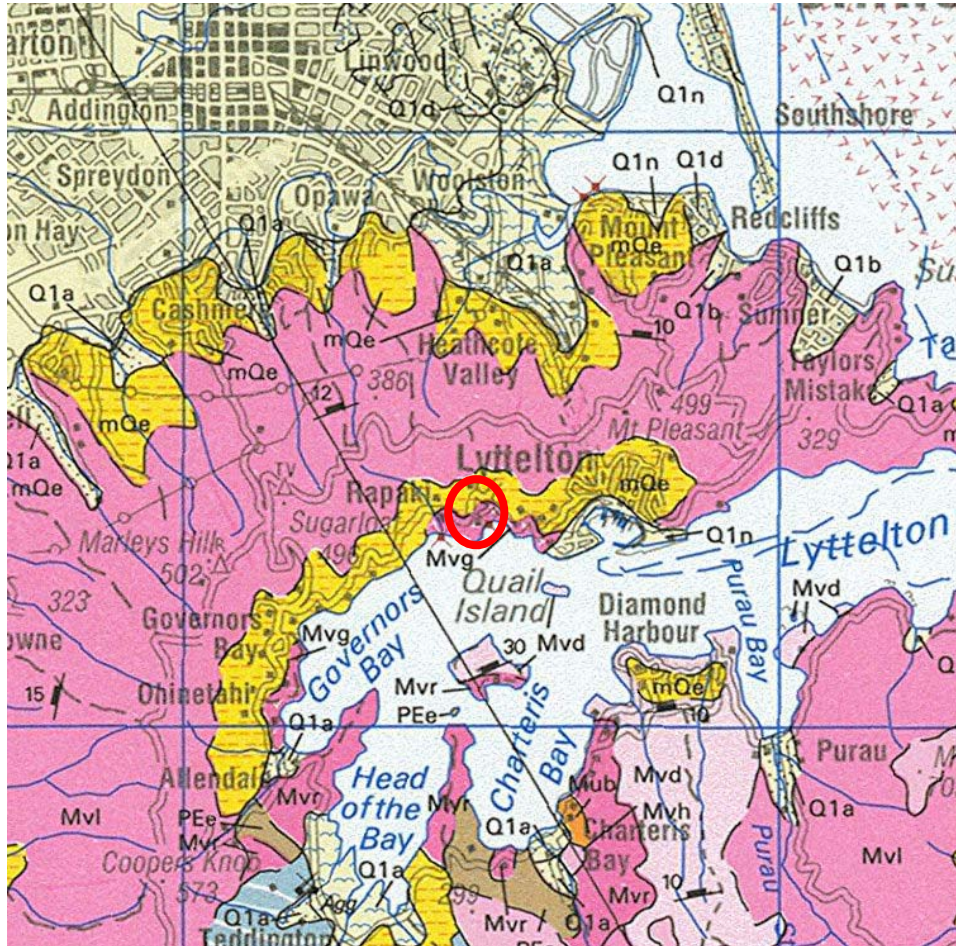 arton
Linwood
Addington
Q1d
Q1n
Southshore
Spreydon
Q1n
Q1d
Woolston
Opawa
on Hay
Q1a
Redcliffs
Mount
mQe
Pleasant
Q1a
Q1b
Q1a
Cashmere
Q1b
Sumner
mQe
10
Heathcote
Valley
Taylors
Mistake
Ta
mQe
386
12
499
Mt Pleasant
Q1a
mQe
329
Q1a
mQe
Lyttelton
mQe
TV
Rapaki
Sugarloaf
496
Q1n
Marleys Hill
502
Mvg
Lyttelton
Quail
Island
Purau Bay
323
Governors
Bay
Mvg
Governors
Bay
Diamond
Harbour
Mvd
owne
30
Mvd
15
Ohinetahi
Mvr
mQe
PEe
10
Q1a
Charteris
Bay
Purau
Allandale
Head
of the
Bay
Mvr
Mvr
Mub
Mvd
Mvl
PEe
Mvr
Q1a
Mvh
Q1a
Coopers Knob
573
Charteris
Bay
Mvl
Q1a
299
Purau
Mvr
10
Q1a
Agg
Mvr
Q1a
Teddington
PEe